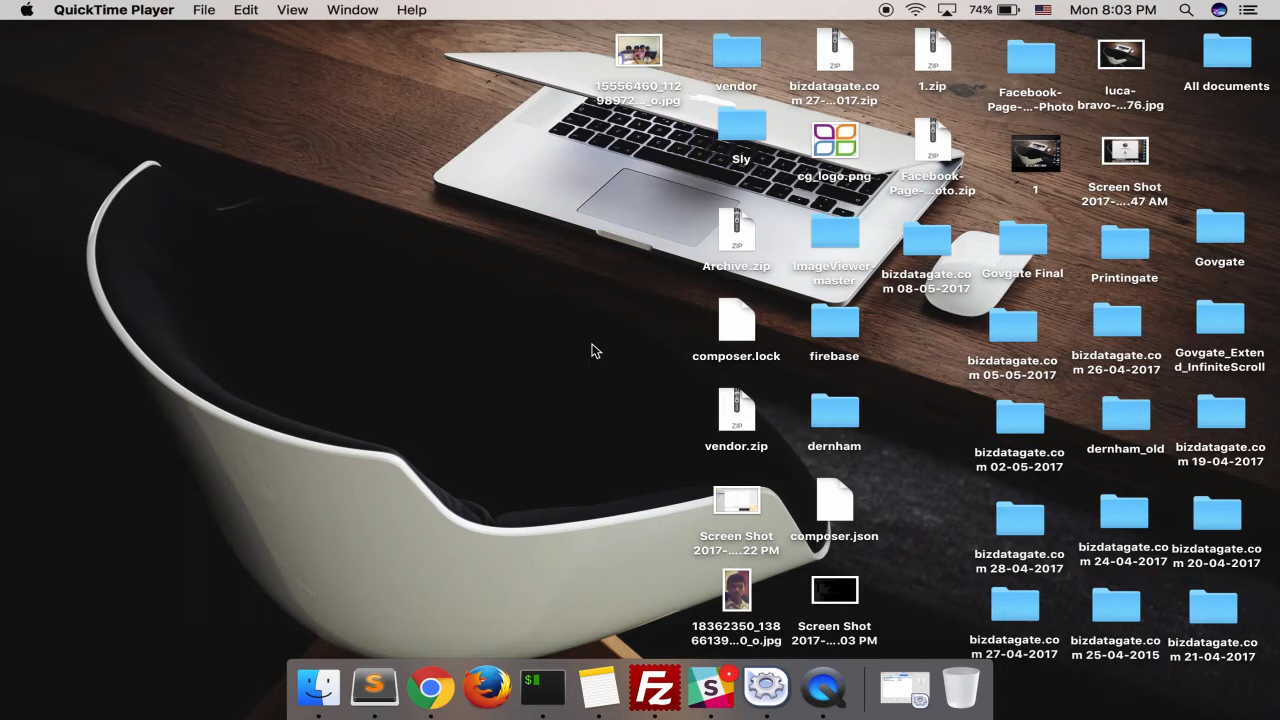 QuickTime Player File Edit View Window Help 74% Mon 8:03 PM
15556460_112
98972..._o.jpg
vendor
bizdatagate.co
m 27-...017.zip
ZIP
1.zip
ZIP
Facebook-
Page-...-Photo
luca-
bravo-...76.jpg
All documents
Sly
cg_logo.png
Facebook-
Page-...oto.zip
ZIP
1
Screen Shot
2017-....47 AM
Archive.zip
ZIP
ImageViewer-
master
bizdatagate.co
m 08-05-2017
Govgate Final
Printingate
Govgate
composer.lock
firebase
bizdatagate.co
m 05-05-2017
bizdatagate.co
m 26-04-2017
Govgate_Exten
d_InfiniteScroll
vendor.zip
ZIP
dernham
bizdatagate.co
m 02-05-2017
dernham_old
bizdatagate.co
m 19-04-2017
Screen Shot
2017-....22 PM
composer.json
bizdatagate.co
m 28-04-2017
bizdatagate.co
m 24-04-2017
bizdatagate.co
m 20-04-2017
18362350_138
66139...0_o.jpg
Screen Shot
2017-....03 PM
bizdatagate.co
m 27-04-2017
bizdatagate.co
m 25-04-2015
bizdatagate.co
m 21-04-2017
S
$
Fz
S